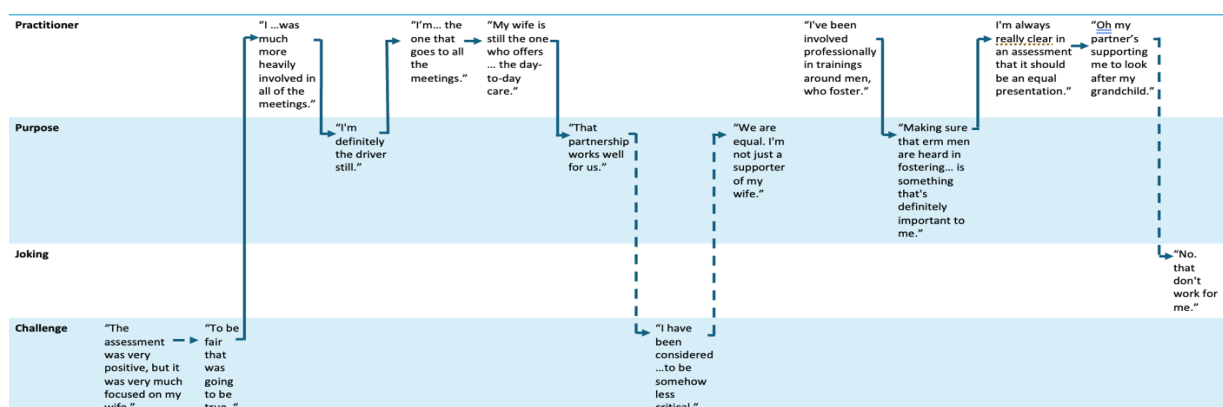 Practitioner
"I ...was
much
more
heavily
involved in
all of the
meetings."
"I'm... the
one that
goes to all
the
meetings."
"My wife is
still the one
who offers
... the day-
to-day
care."
"I've been
involved
professionally
in trainings
around men,
who foster."
I'm always
really clear in
an assessment
that it should
be an equal
presentation."
"Oh my
partner's
supporting
me to look
after my
grandchild."
Purpose
"I'm
definitely
the driver
still."
"That
partnership
works well
for us."
"We are
equal. I'm
not just a
supporter
of my
wife."
"Making sure
that erm men
are heard in
fostering... is
something
that's
definitely
important to
me."
Joking
"No.
that
don't
work for
me."
Challenge
"The
assessment
was very
positive, but it
was very much
focused on my
wife."
"To be
fair
that
was
going
to be
true."
"I have
been
considered
...to be
somehow
less
critical."